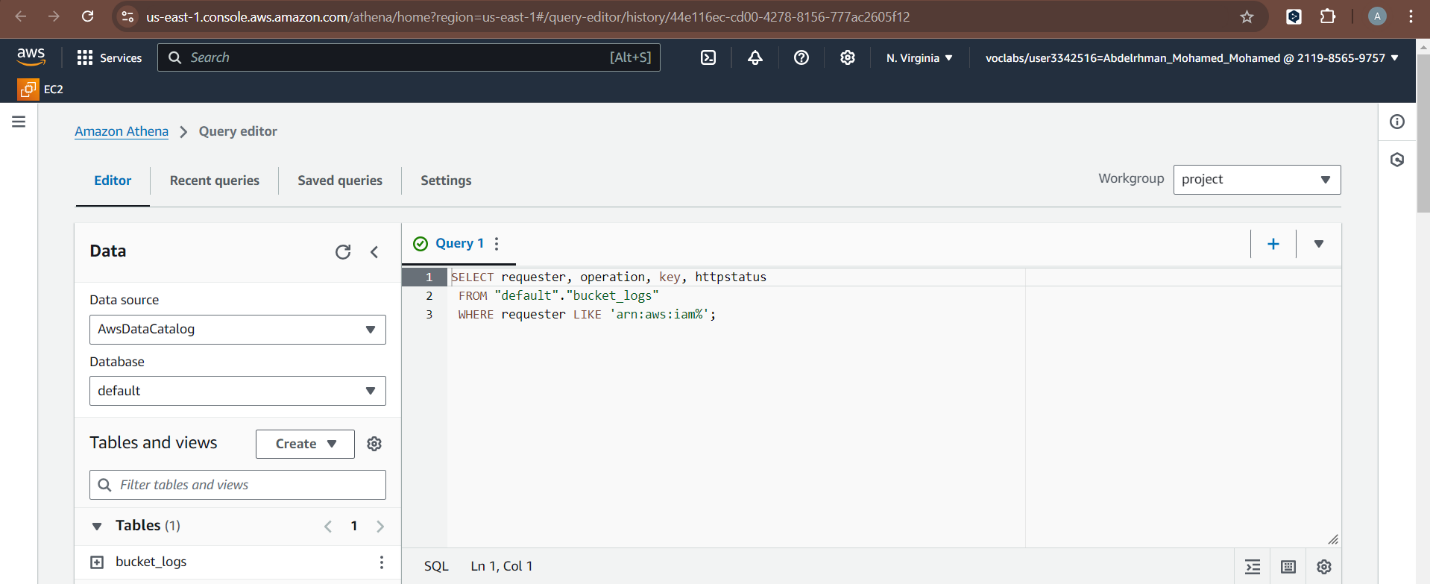 us-east-1.console.aws.amazon.com/athena/home?region=us-east-1#/query-editor/history/44e116ec-cd00-4278-8156-777ac2605f12
A
aws
Services
Search
[Alt+S]
N. Virginia
voclabs/user3342516=Abdelrhman_Mohamed_Mohamed @ 2119-8565-9757
EC2
Amazon Athena
Query editor
Editor
Recent queries
Saved queries
Settings
Workgroup
project
Data
Data source
AwsDataCatalog
Database
default
Tables and views
Create
Filter tables and views
Tables (1)
1
bucket_logs
Query 1
1 SELECT requester, operation, key, httpstatus
2 FROM "default"."bucket_logs"
3 WHERE requester LIKE 'arn:aws:iam%';
SQL
Ln 1, Col 1